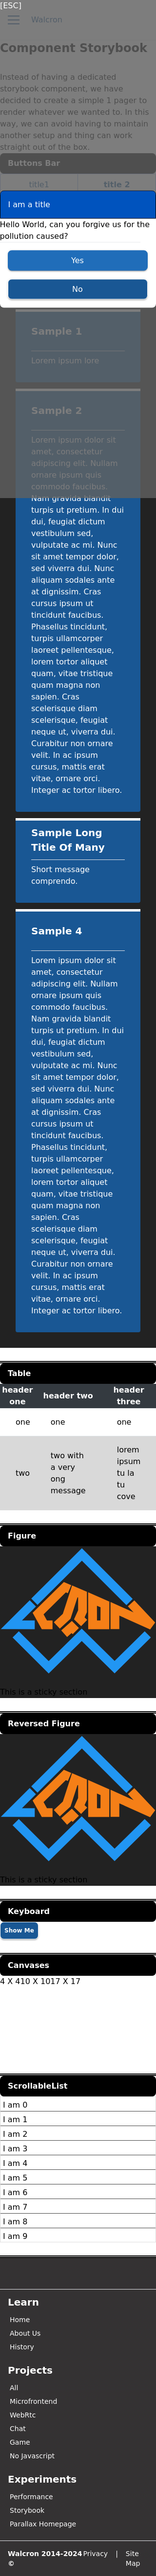 [ESC]
Walcron
Component Storybook
Instead of having a dedicated
storybook component, we have
decided to create a simple 1 page to
render whatever we wanted to. In this
way, we can avoid having to maintain
another setup and thing can work
straight out of the box.
Buttons Bar
title1
title 2
I am a title
Hello World, can you forgive us for the
pollution caused?
Yes
No
Sample 1
Lorem ipsum lore
Sample 2
Lorem ipsum dolor sit
amet, consectetur
adipiscing elit. Nullam
ornare ipsum quis
commodo faucibus.
Nam gravida blandit
turpis ut pretium. In dui
dui, feugiat dictum
vestibulum sed,
vulputate ac mi. Nunc
sit amet tempor dolor,
sed viverra dui. Nunc
aliquam sodales ante
at dignissim. Cras
cursus ipsum ut
tincidunt faucibus.
Phasellus tincidunt,
turpis ullamcorper
laoreet pellentesque,
lorem tortor aliquet
quam, vitae tristique
quam magna non
sapien. Cras
scelerisque diam
scelerisque, feugiat
neque ut, viverra dui.
Curabitur non ornare
velit. In ac ipsum
cursus, mattis erat
vitae, ornare orci.
Integer ac tortor libero.
Sample Long
Title Of Many
Short message
comprendo.
Sample 4
Lorem ipsum dolor sit
amet, consectetur
adipiscing elit. Nullam
ornare ipsum quis
commodo faucibus.
Nam gravida blandit
turpis ut pretium. In dui
dui, feugiat dictum
vestibulum sed,
vulputate ac mi. Nunc
sit amet tempor dolor,
sed viverra dui. Nunc
aliquam sodales ante
at dignissim. Cras
cursus ipsum ut
tincidunt faucibus.
Phasellus tincidunt,
turpis ullamcorper
laoreet pellentesque,
lorem tortor aliquet
quam, vitae tristique
quam magna non
sapien. Cras
scelerisque diam
scelerisque, feugiat
neque ut, viverra dui.
Curabitur non ornare
velit. In ac ipsum
cursus, mattis erat
vitae, ornare orci.
Integer ac tortor libero.
Table
header one
header two
header three
one
one
one
two
two with
a very
ong
message
lorem
ipsum
tu la
tu
cove
Figure
This is a sticky section
Reversed Figure
This is a sticky section
Keyboard
Show Me
Canvases
4 X 410 X 1017 X 17
ScrollableList
I am 0
I am 1
I am 2
I am 3
I am 4
I am 5
I am 6
I am 7
I am 8
I am 9
Learn
Home
About Us
History
Projects
All
Microfrontend
WebRtc
Chat
Game
No Javascript
Experiments
Performance
Storybook
Parallax Homepage
Walcron 2014-2024 ©
Privacy | Site Map